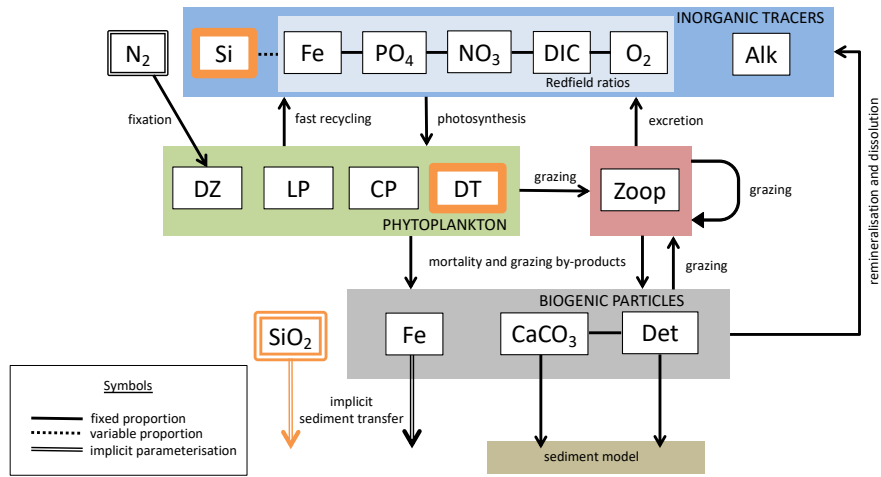 INORGANIC TRACERS
N2
Si
Fe
PO4
NO3
DIC
O2
Alk
Redfield ratios
fixation
fast recycling
photosynthesis
excretion
remineralisation and dissolution
DZ
LP
CP
DT
PHYTOPLANKTON
grazing
Zoop
grazing
mortality and grazing by-products
grazing
BIOGENIC PARTICLES
SiO2
Fe
CaCO3
Det
implicit
sediment transfer
sediment model
Symbols
fixed proportion
variable proportion
implicit parameterisation